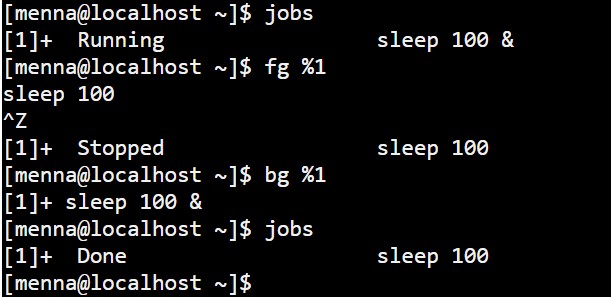 [menna@localhost ~]$ jobs
[1]+  Running                 sleep 100 &
[menna@localhost ~]$ fg %1
sleep 100
^Z
[1]+  Stopped                 sleep 100
[menna@localhost ~]$ bg %1
[1]+ sleep 100 &
[menna@localhost ~]$ jobs
[1]+  Done                    sleep 100
[menna@localhost ~]$